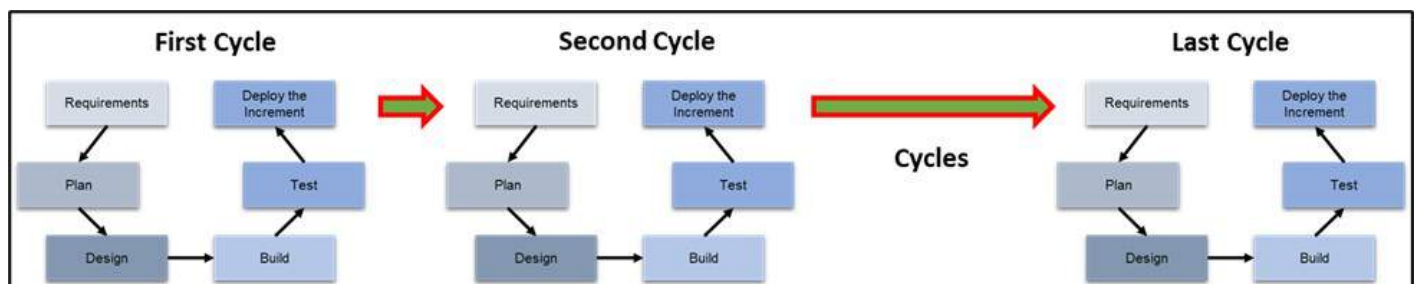 First Cycle
Requirements
Plan
Design
Build
Test
Deploy the
Increment
Second Cycle
Requirements
Plan
Design
Build
Test
Deploy the
Increment
Cycles
Last Cycle
Requirements
Plan
Design
Build
Test
Deploy the
Increment